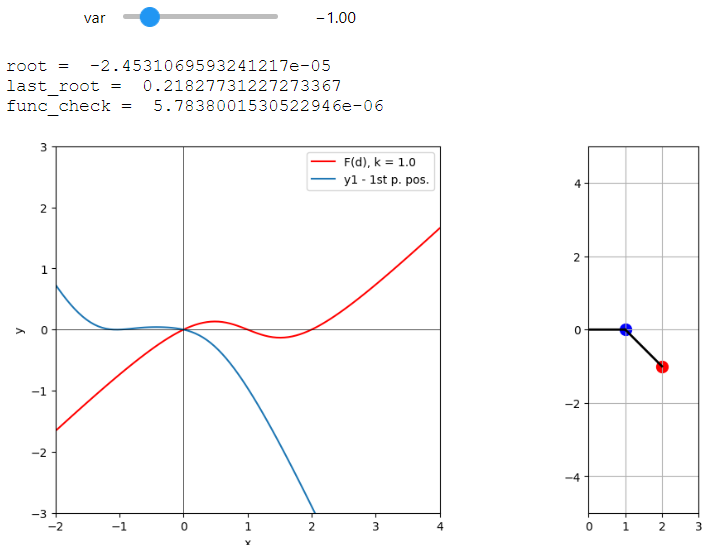 var −1.00
root =  -2.4531069593241217e-05
last_root =  0.21827731227273367
func_check =  5.7838001530522946e-06
F(d), k = 1.0
y1 - 1st p. pos.
3
2
1
0
−1
−2
−3
y
−2 −1 0 1 2 3 4
x
4
2
0
−2
−4
0 1 2 3